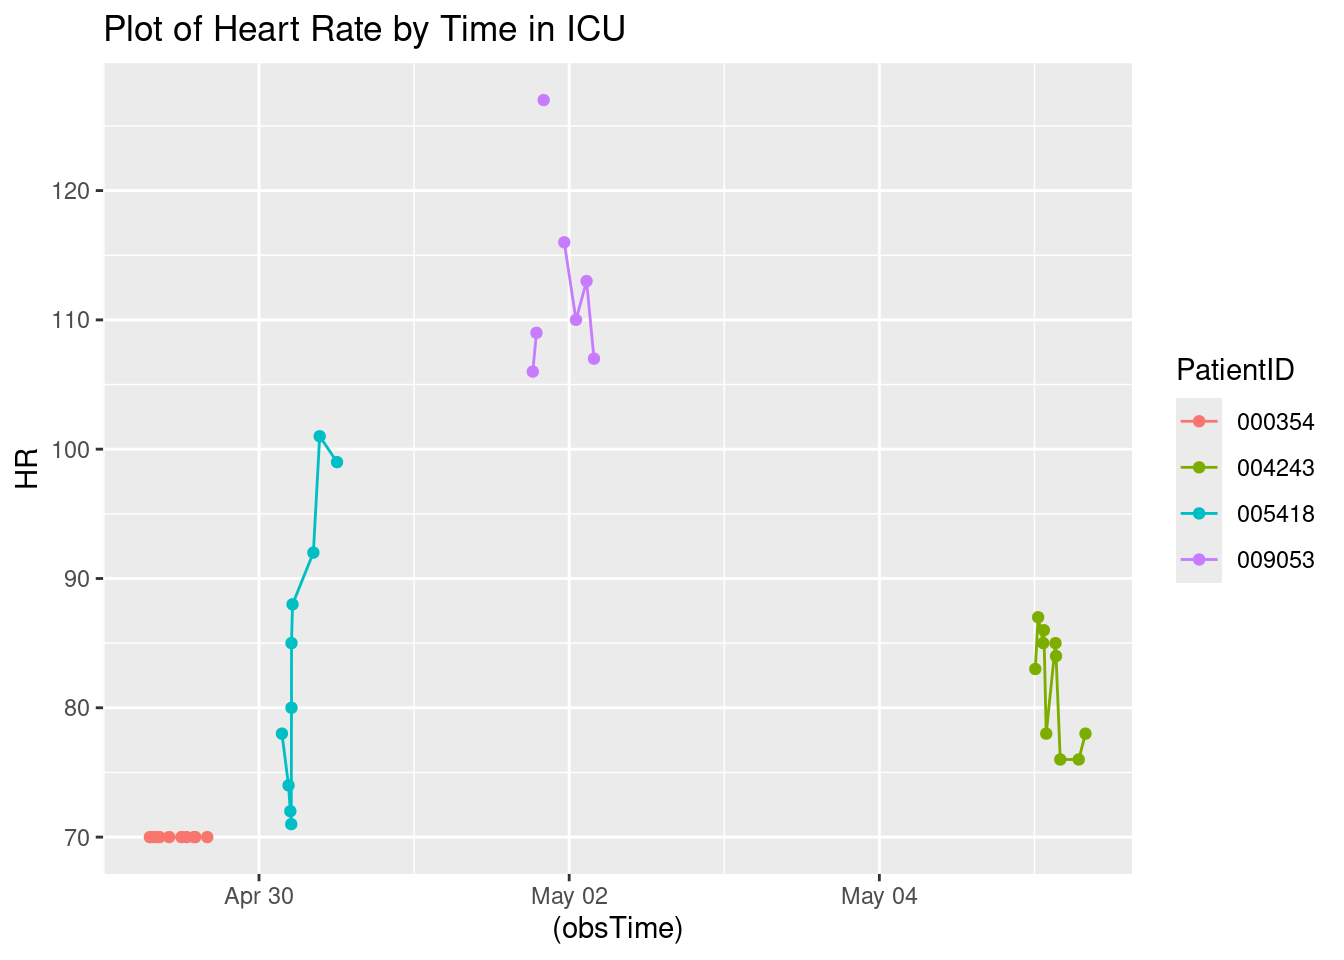 Plot of Heart Rate by Time in ICU
120
110
100
90
80
70
HR
Apr 30
May 02
May 04
(obsTime)
PatientID
000354
004243
005418
009053